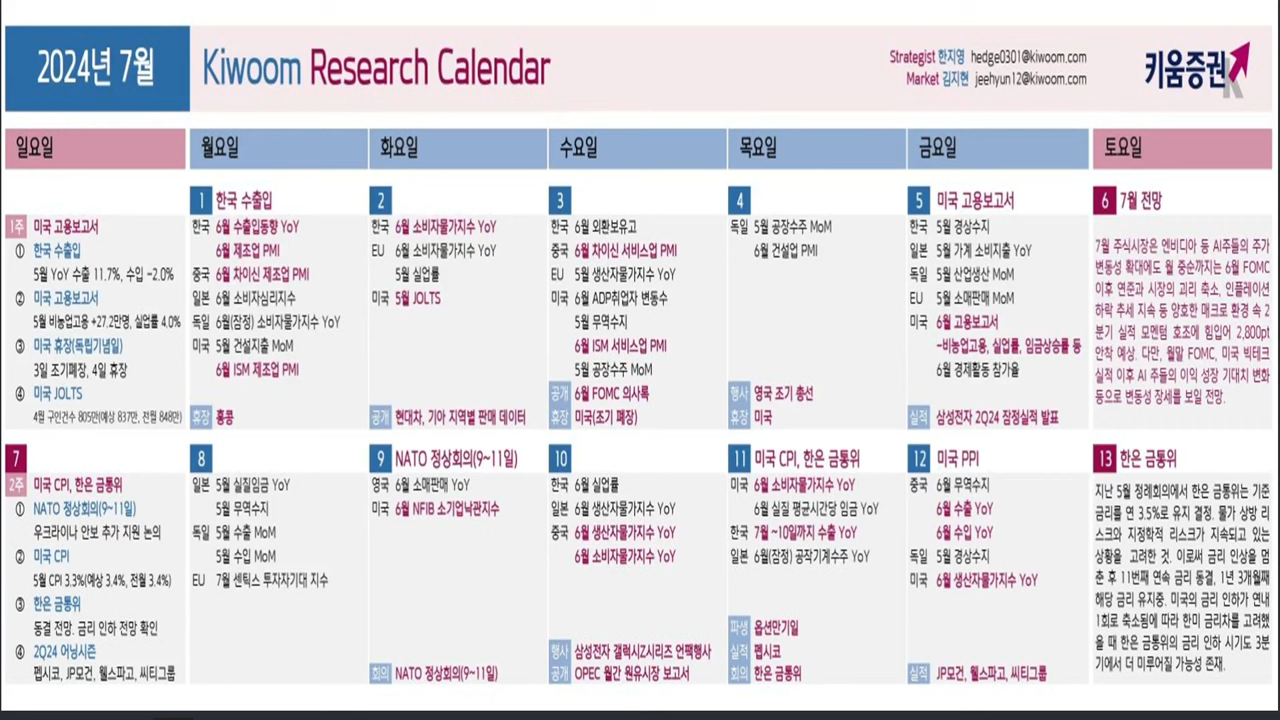 2024년 7월
Kiwoom Research Calendar
Strategist 한지영 hedge0301@kiwoom.com
Market 김지현 jeehyun12@kiwoom.com
키움증권
일요일
월요일
화요일
수요일
목요일
금요일
토요일
1주 미국 고용보고서
① 한국 수출입
5월 YoY 수출 11.7%, 수입 -2.0%
② 미국 고용보고서
5월 비농업고용 +27.2만명, 실업률 4.0%
③ 미국 휴장(독립기념일)
3일 조기폐장, 4일 휴장
④ 미국 JOLTS
4월 구인건수 805만(예상 837만, 전월 848만)
1 한국 수출입
한국 6월 수출입동향 YoY
6월 제조업 PMI
중국 6월 차이신 제조업 PMI
일본 6월 소비자심리지수
독일 6월(잠정) 소비자물가지수 YoY
미국 5월 건설지출 MoM
6월 ISM 제조업 PMI
휴장 홍콩
2
한국 6월 소비자물가지수 YoY
EU 6월 소비자물가지수 YoY
5월 실업률
미국 5월 JOLTS
공개 현대차, 기아 지역별 판매 데이터
3
한국 6월 외환보유고
중국 6월 차이신 서비스업 PMI
EU 5월 생산자물가지수 YoY
미국 6월 ADP취업자 변동수
5월 무역수지
6월 ISM 서비스업 PMI
5월 공장수주 MoM
공개 6월 FOMC 의사록
휴장 미국(조기 폐장)
4
독일 5월 공장수주 MoM
6월 건설업 PMI
행사 영국 조기 총선
휴장 미국
5 미국 고용보고서
한국 5월 경상수지
일본 5월 가계 소비지출 YoY
독일 5월 산업생산 MoM
EU 5월 소매판매 MoM
미국 6월 고용보고서
-비농업고용, 실업률, 임금상승률 등
6월 경제활동 참가율
실적 삼성전자 2Q24 잠정실적 발표
6 7월 전망
7월 주식시장은 엔비디아 등 AI주들의 주가
변동성 확대에도 월 중순까지는 6월 FOMC
이후 연준과 시장의 괴리 축소, 인플레이션
하락 추세 지속 등 양호한 매크로 환경 속 2
분기 실적 모멘텀 호조에 힘입어 2,800pt
안착 예상. 다만, 월말 FOMC, 미국 빅테크
실적 이후 AI 주들의 이익 성장 기대치 변화
등으로 변동성 장세를 보일 전망.
7
2주 미국 CPI, 한은 금통위
① NATO 정상회의(9~11일)
우크라이나 안보 추가 지원 논의
② 미국 CPI
5월 CPI 3.3%(예상 3.4%, 전월 3.4%)
③ 한은 금통위
동결 전망. 금리 인하 전망 확인
④ 2Q24 어닝시즌
펩시코, JP모건, 웰스파고, 씨티그룹
8
일본 5월 실질임금 YoY
5월 무역수지
독일 5월 수출 MoM
5월 수입 MoM
EU 7월 센틱스 투자자기대 지수
9 NATO 정상회의(9~11일)
영국 6월 소매판매 YoY
미국 6월 NFIB 소기업낙관지수
회의 NATO 정상회의(9~11일)
10
한국 6월 실업률
일본 6월 생산자물가지수 YoY
중국 6월 생산자물가지수 YoY
6월 소비자물가지수 YoY
행사 삼성전자 갤럭시Z시리즈 언팩행사
공개 OPEC 월간 원유시장 보고서
11 미국 CPI, 한은 금통위
미국 6월 소비자물가지수 YoY
6월 실질 평균시간당 임금 YoY
한국 7월 ~10일까지 수출 YoY
일본 6월(잠정) 공작기계수주 YoY
파생 옵션만기일
실적 펩시코
회의 한은 금통위
12 미국 PPI
중국 6월 무역수지
6월 수출 YoY
6월 수입 YoY
독일 5월 경상수지
미국 6월 생산자물가지수 YoY
실적 JP모건, 웰스파고, 씨티그룹
13 한은 금통위
지난 5월 정례회의에서 한은 금통위는 기준
금리를 연 3.5%로 유지 결정. 물가 상방 리
스크와 지정학적 리스크가 지속되고 있는
상황을 고려한 것. 이로써 금리 인상을 멈
춘 후 11번째 연속 금리 동결, 1년 3개월째
해당 금리 유지중. 미국의 금리 인하가 연내
1회로 축소됨에 따라 한미 금리차를 고려했
을 때 한은 금통위의 금리 인하 시기도 3분
기에서 더 미루어질 가능성 존재.